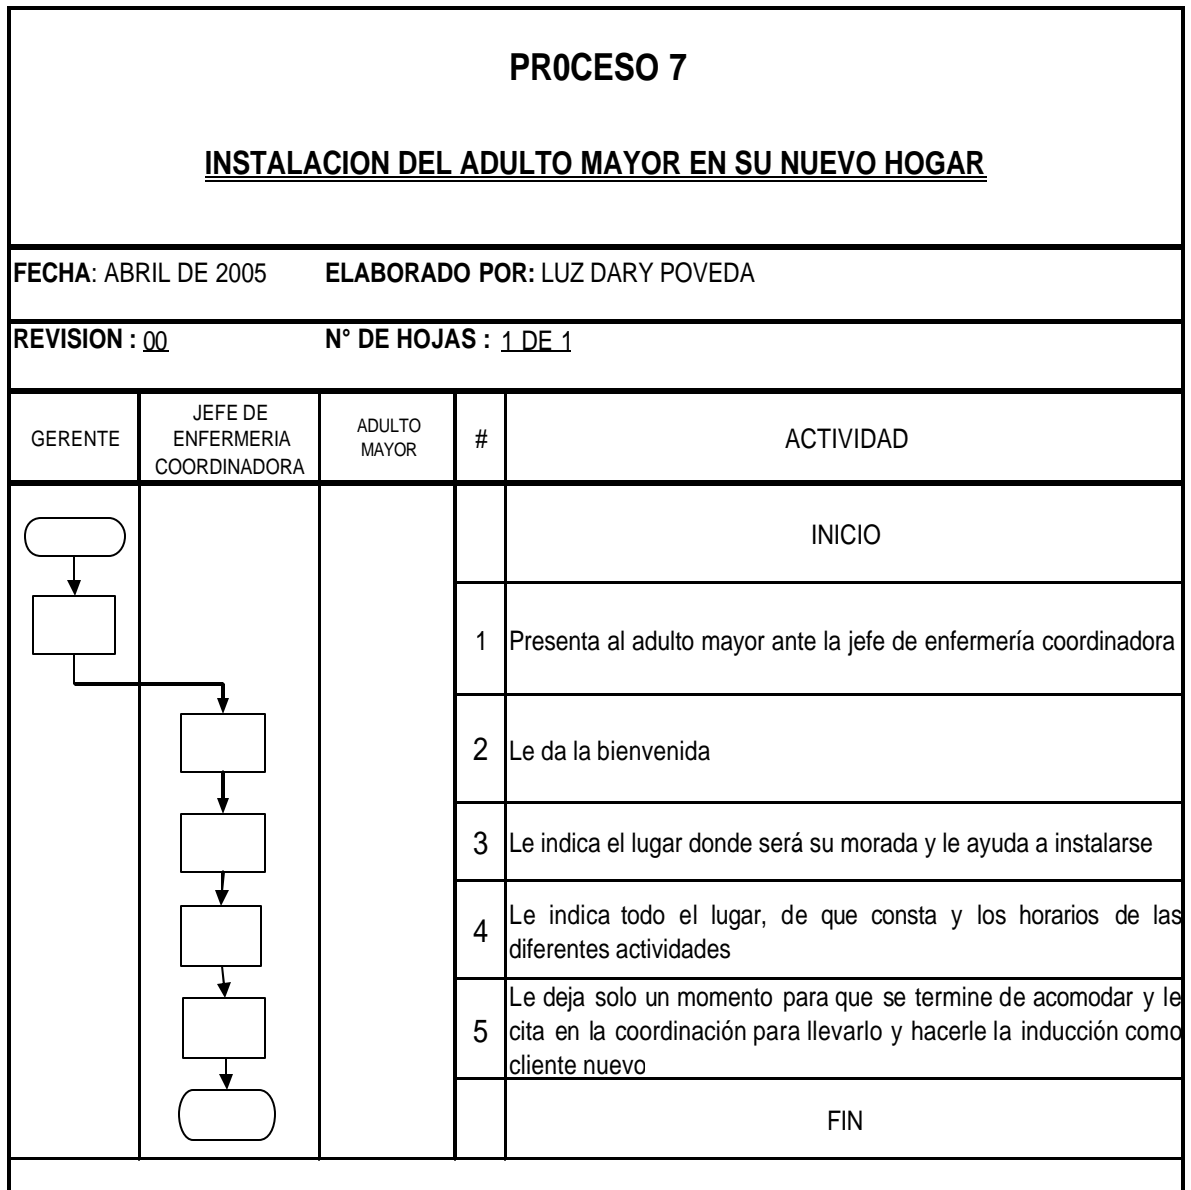 PR0CESO 7
INSTALACION DEL ADULTO MAYOR EN SU NUEVO HOGAR
FECHA: ABRIL DE 2005 ELABORADO POR: LUZ DARY POVEDA
REVISION : 00 N° DE HOJAS : 1 DE 1
GERENTE
JEFE DE
ENFERMERIA
COORDINADORA
ADULTO
MAYOR
#
ACTIVIDAD
INICIO
1 Presenta al adulto mayor ante la jefe de enfermería coordinadora
2 Le da la bienvenida
3 Le indica el lugar donde será su morada y le ayuda a instalarse
4 Le indica todo el lugar, de que consta y los horarios de las
diferentes actividades
5 Le deja solo un momento para que se termine de acomodar y le
cita en la coordinación para llevarlo y hacerle la inducción como
cliente nuevo
FIN